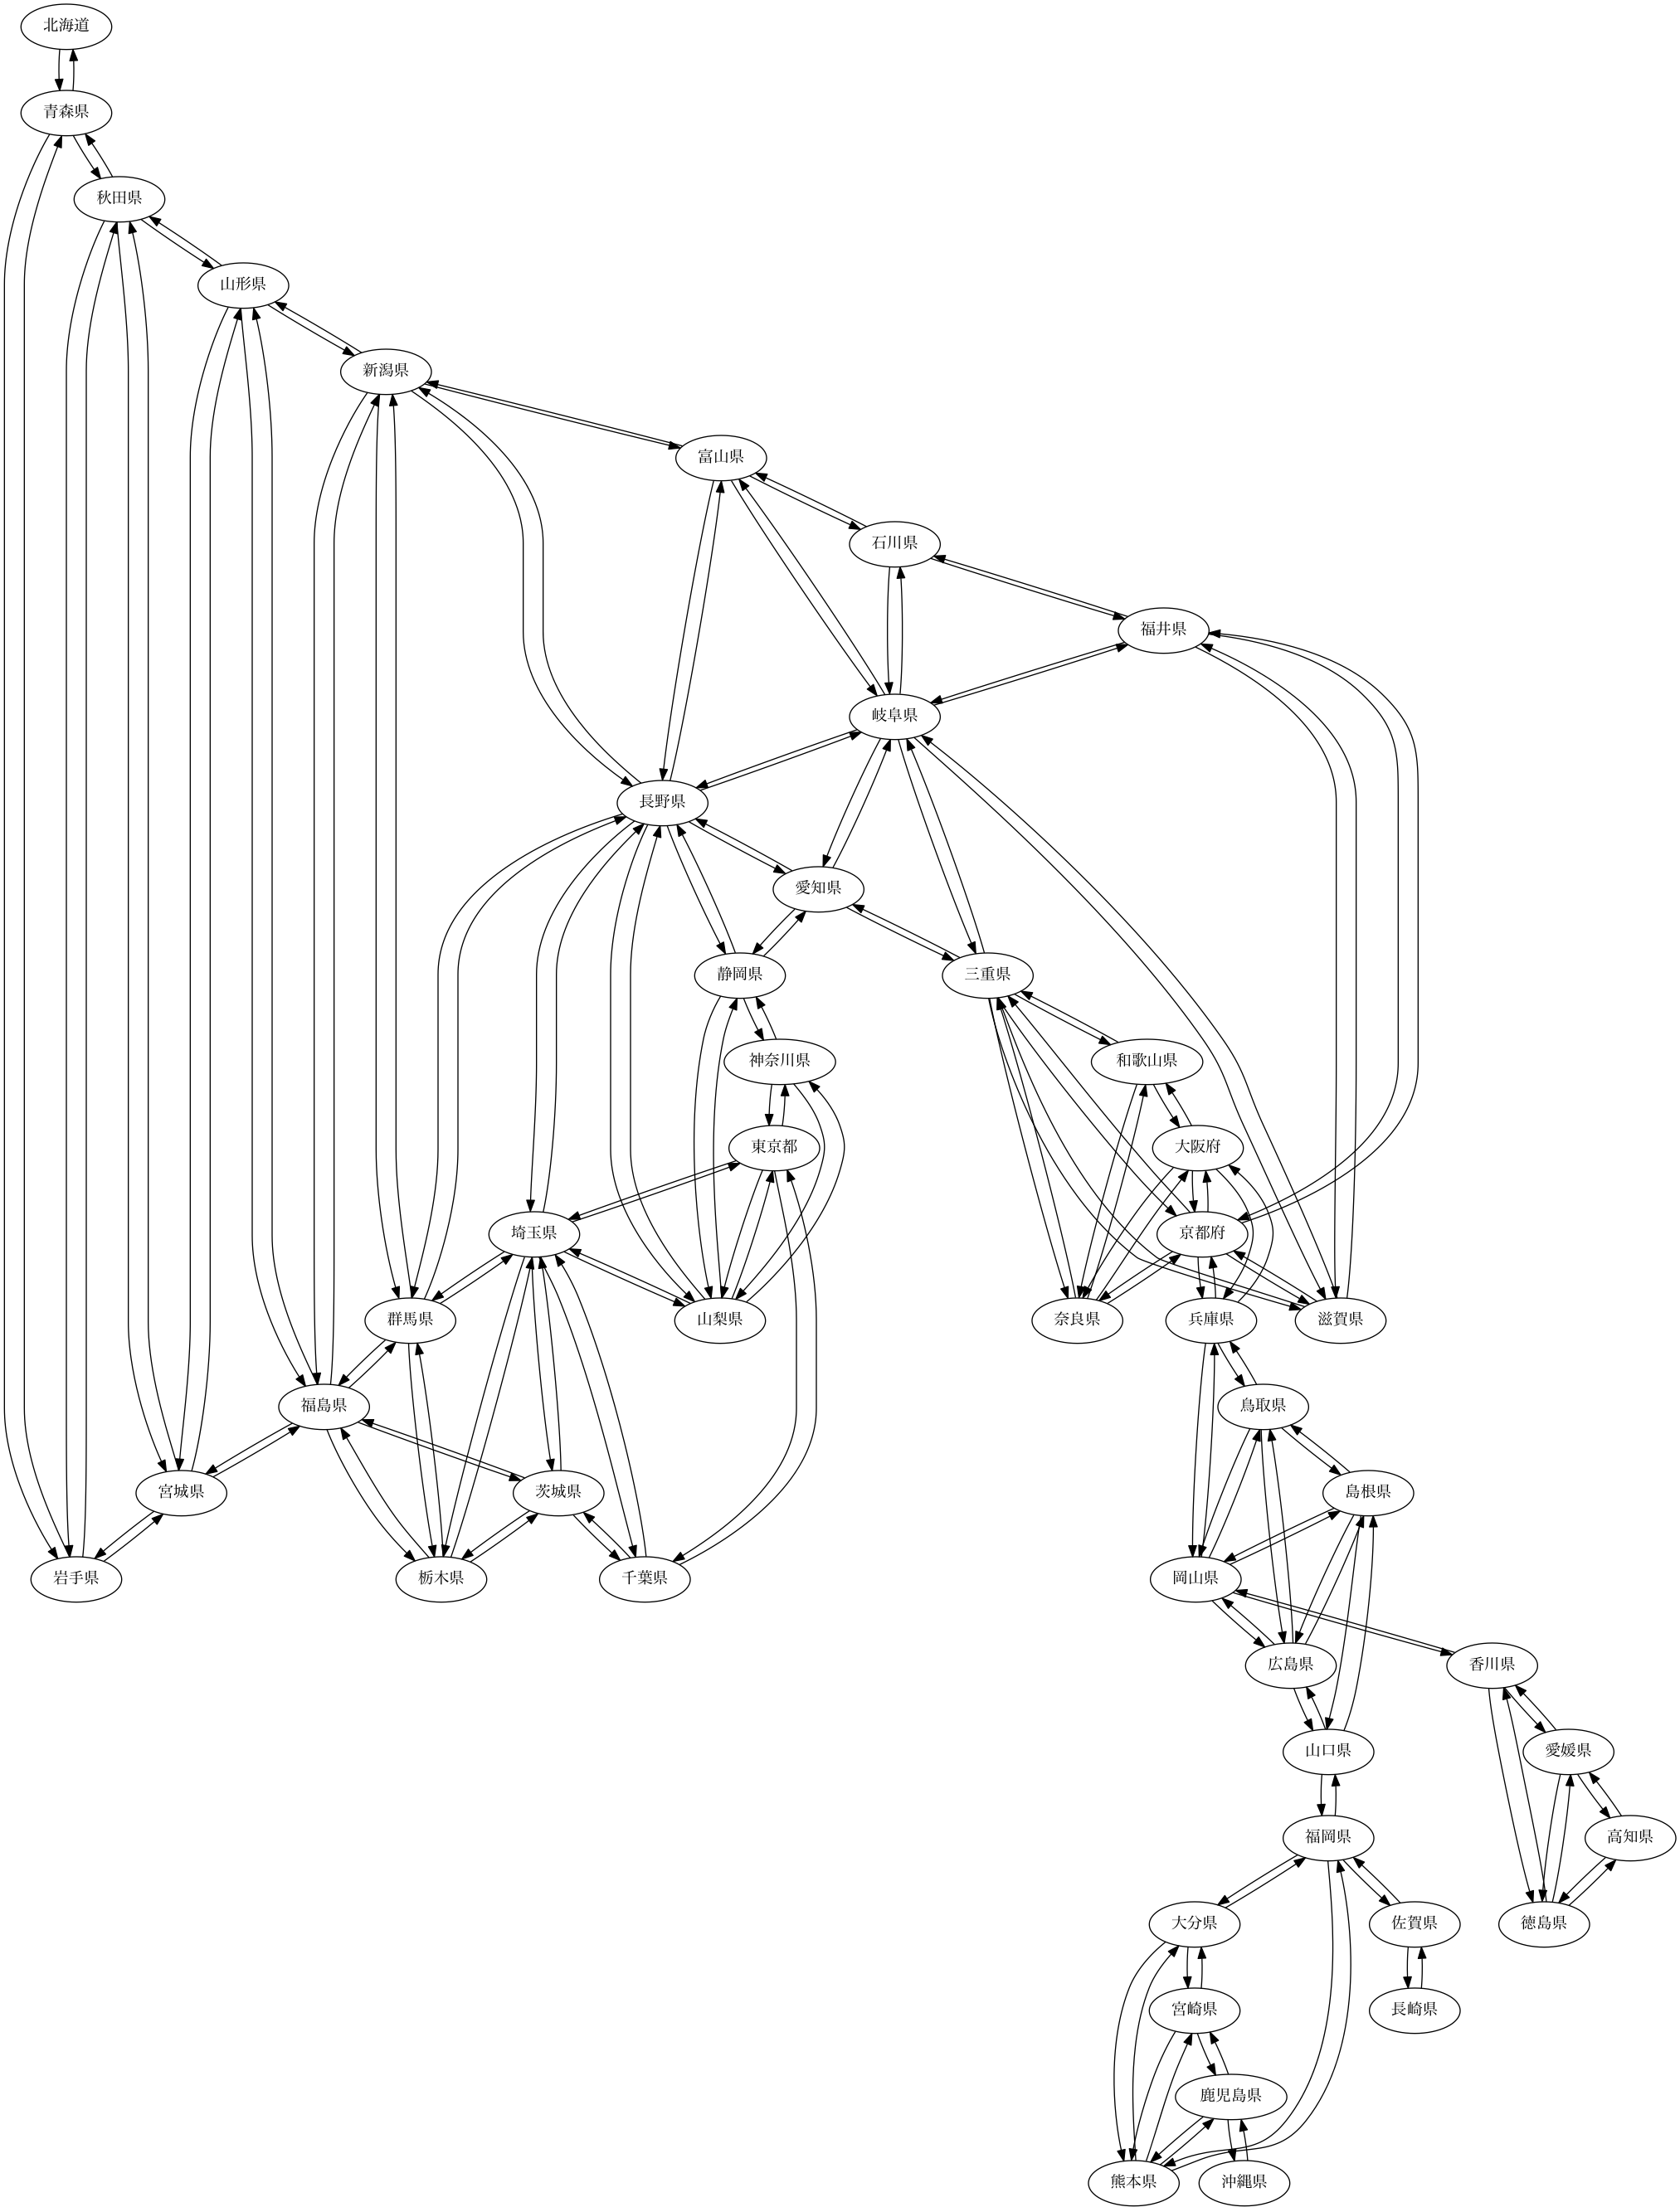 北海道
青森県
秋田県
山形県
新潟県
富山県
石川県
福井県
岐阜県
長野県
愛知県
静岡県
三重県
神奈川県
和歌山県
東京都
大阪府
埼玉県
京都府
群馬県
山梨県
奈良県
兵庫県
滋賀県
福島県
鳥取県
宮城県
茨城県
島根県
岩手県
栃木県
千葉県
岡山県
広島県
香川県
山口県
愛媛県
福岡県
高知県
大分県
佐賀県
徳島県
宮崎県
長崎県
鹿児島県
熊本県
沖縄県